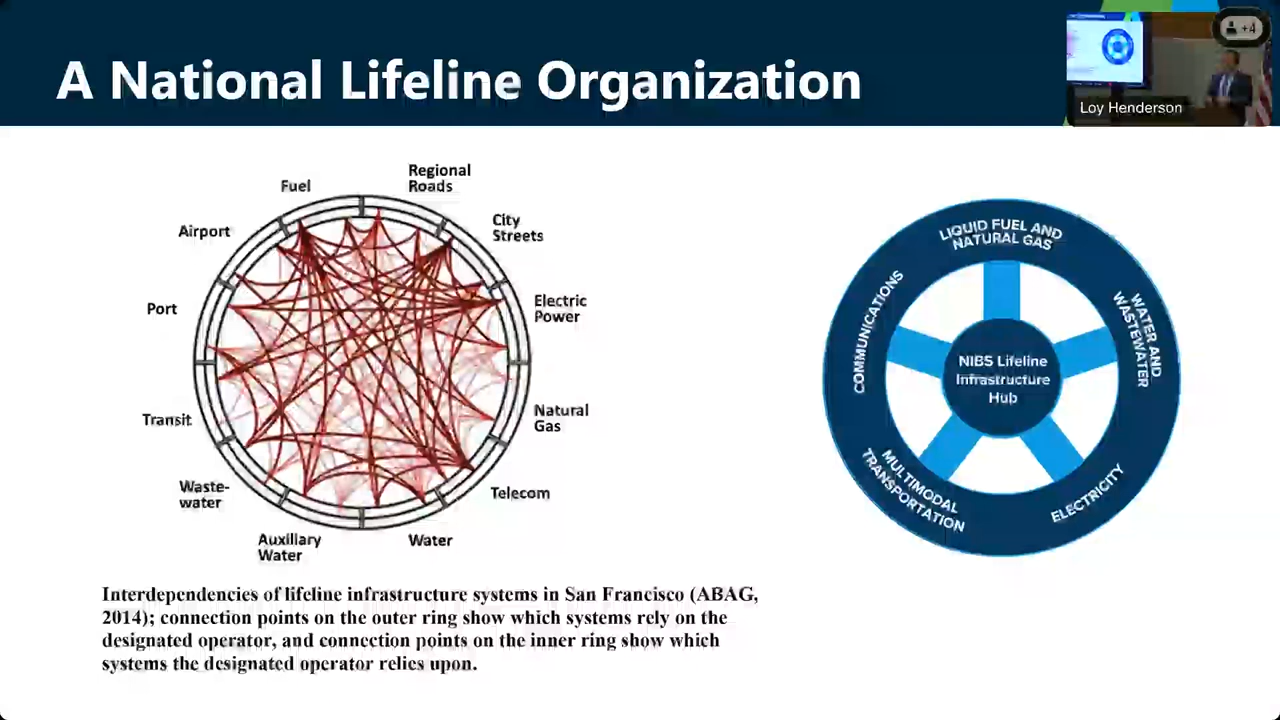 A National Lifeline Organization
+4
Loy Henderson
Fuel
Regional
Roads
Airport
City
Streets
Port
Electric
Power
Transit
Natural
Gas
Waste-
water
Telecom
Auxillary
Water
Water
LIQUID FUEL AND
NATURAL GAS
COMMUNICATIONS
WATER AND
WASTEWATER
NIBS Lifeline
Infrastructure
Hub
MULTIMODAL
TRANSPORTATION
ELECTRICITY
Interdependencies of lifeline infrastructure systems in San Francisco (ABAG,
2014); connection points on the outer ring show which systems rely on the
designated operator, and connection points on the inner ring show which
systems the designated operator relies upon.